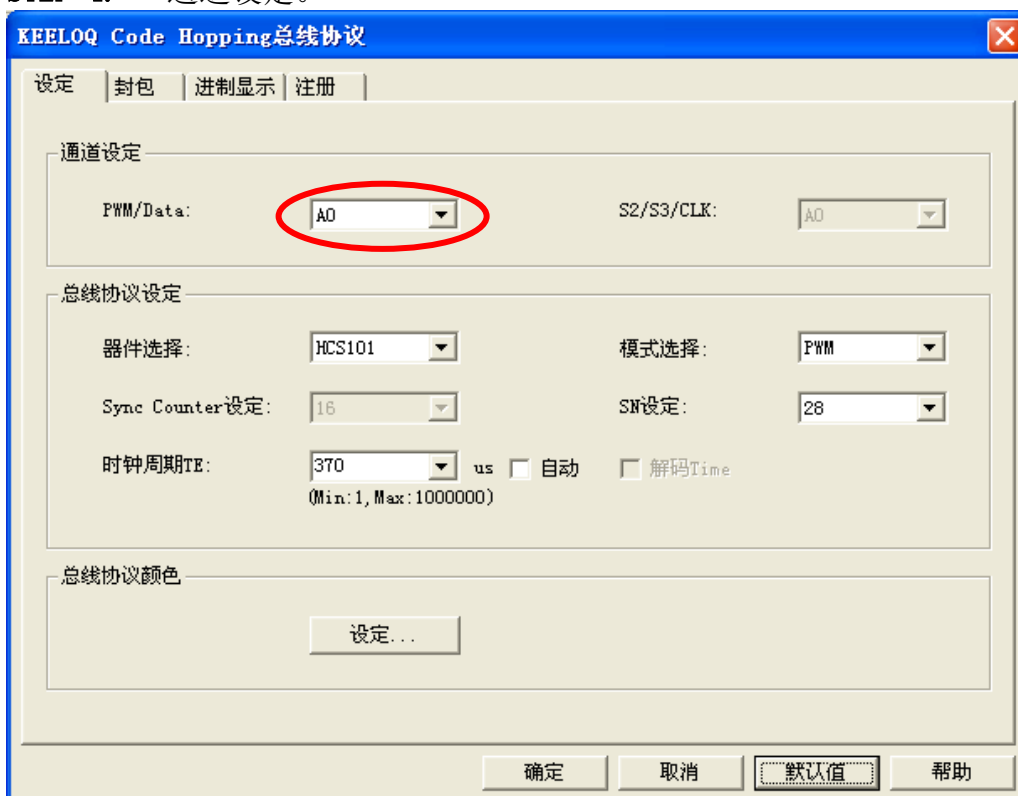 KEELOQ Code Hopping总线协议
设定 封包 进制显示 注册
通道设定
PWM/Data: A0 S2/S3/CLK: A0
总线协议设定
器件选择: HCS101 模式选择: PWM
Sync Counter设定: 16 SN设定: 28
时钟周期TE: 370 us 自动 解码Time
(Min:1,Max:1000000)
总线协议颜色
设定...
确定 取消 默认值 帮助